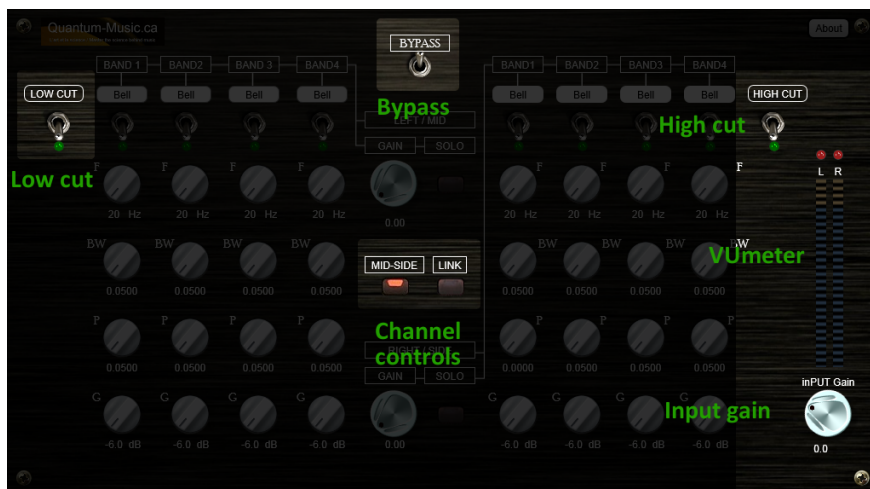 Quantum-Music.ca
About
BYPASS
BAND 1 BAND2 BAND 3 BAND4
BAND1 BAND2 BAND3 BAND4
LOW CUT
Bell Bell Bell Bell
Bypass
Bell Bell Bell Bell
HIGH CUT
LEFT / MID
High cut
GAIN SOLO
Low cut
F F F F
F F F F
L R
20 Hz 20 Hz 20 Hz 20 Hz
0.00
20 Hz 20 Hz 20 Hz 20 Hz
BW BW BW BW
BW BW BW BW
VUmeter
MID-SIDE LINK
0.0500 0.0500 0.0500 0.0500
0.0500 0.0500 0.0500 0.0500
P P P P
P P P P
Channel
controls
RIGHT / SIDE
0.0500 0.0500 0.0500 0.0500
0.0000 0.0500 0.0500 0.0500
GAIN SOLO
inPUT Gain
G G G G
G G G G
Input gain
-6.0 dB -6.0 dB -6.0 dB -6.0 dB
0.00
-6.0 dB -6.0 dB -6.0 dB -6.0 dB
0.0